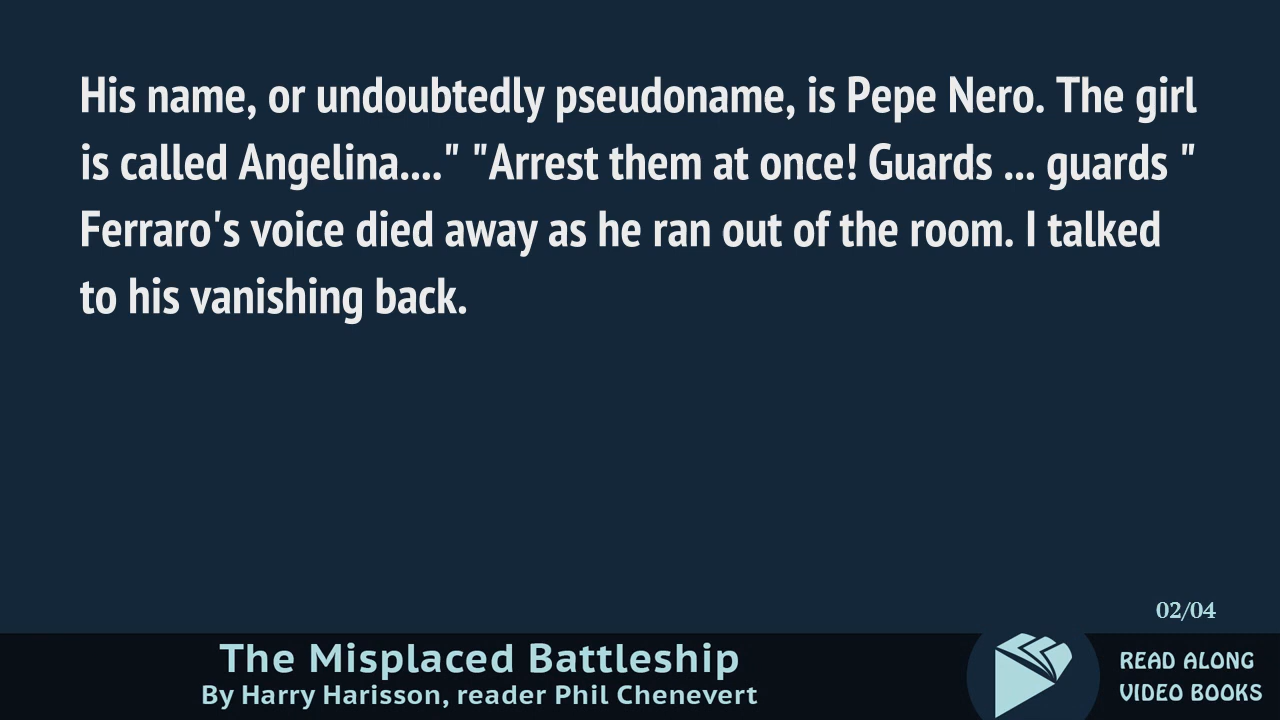 His name, or undoubtedly pseudoname, is Pepe Nero. The girl
is called Angelina...." "Arrest them at once! Guards ... guards "
Ferraro's voice died away as he ran out of the room. I talked
to his vanishing back.
02/04
The Misplaced Battleship
By Harry Harisson, reader Phil Chenevert
READ ALONG
VIDEO BOOKS